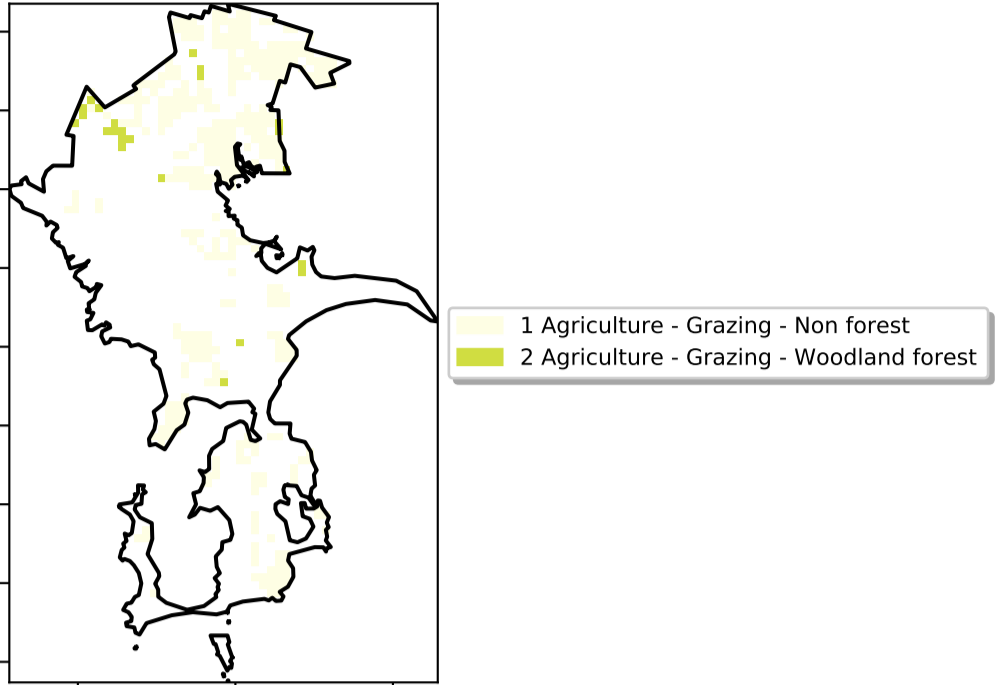 1 Agriculture - Grazing - Non forest
2 Agriculture - Grazing - Woodland forest